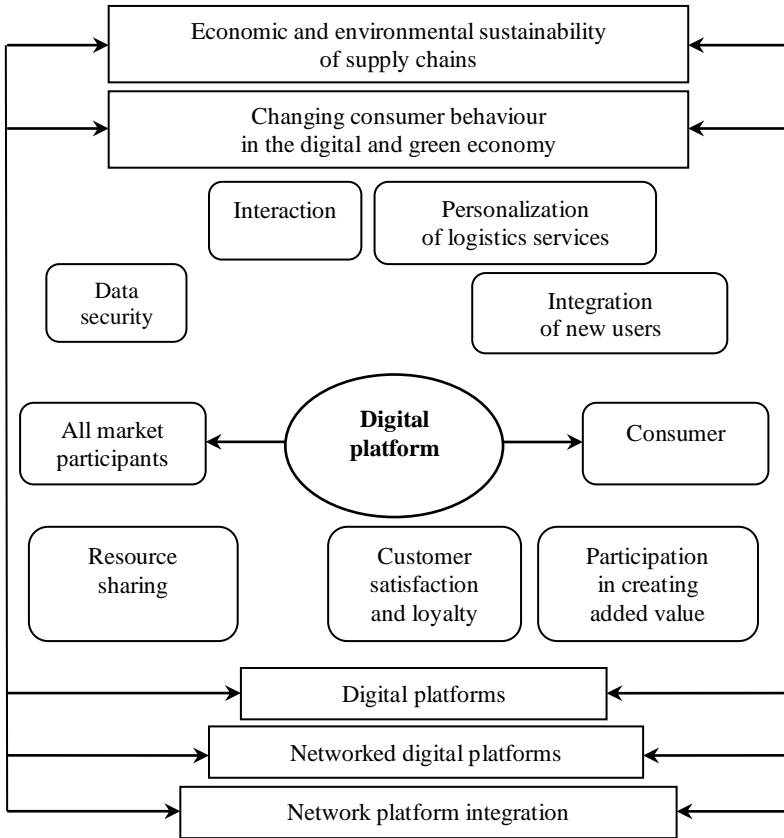 Economic and environmental sustainability
of supply chains
Changing consumer behaviour
in the digital and green economy
Interaction
Personalization
of logistics services
Data
security
Integration
of new users
All market
participants
Digital
platform
Consumer
Resource
sharing
Customer
satisfaction
and loyalty
Participation
in creating
added value
Digital platforms
Networked digital platforms
Network platform integration